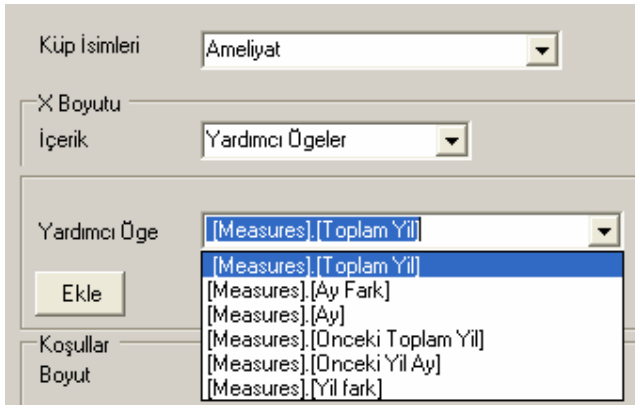 Küp İsimleri
Ameliyat
X Boyutu
İçerik
Yardımcı Ögeler
Yardımcı Öge
[Measures].[Toplam Yil]
[Measures].[Toplam Yil]
Ekle
[Measures].[Ay Fark]
[Measures].[Ay]
[Measures].[Onceki Toplam Yil]
Koşullar
[Measures].[Onceki Yil Ay]
Boyut
[Measures].[Yil fark]